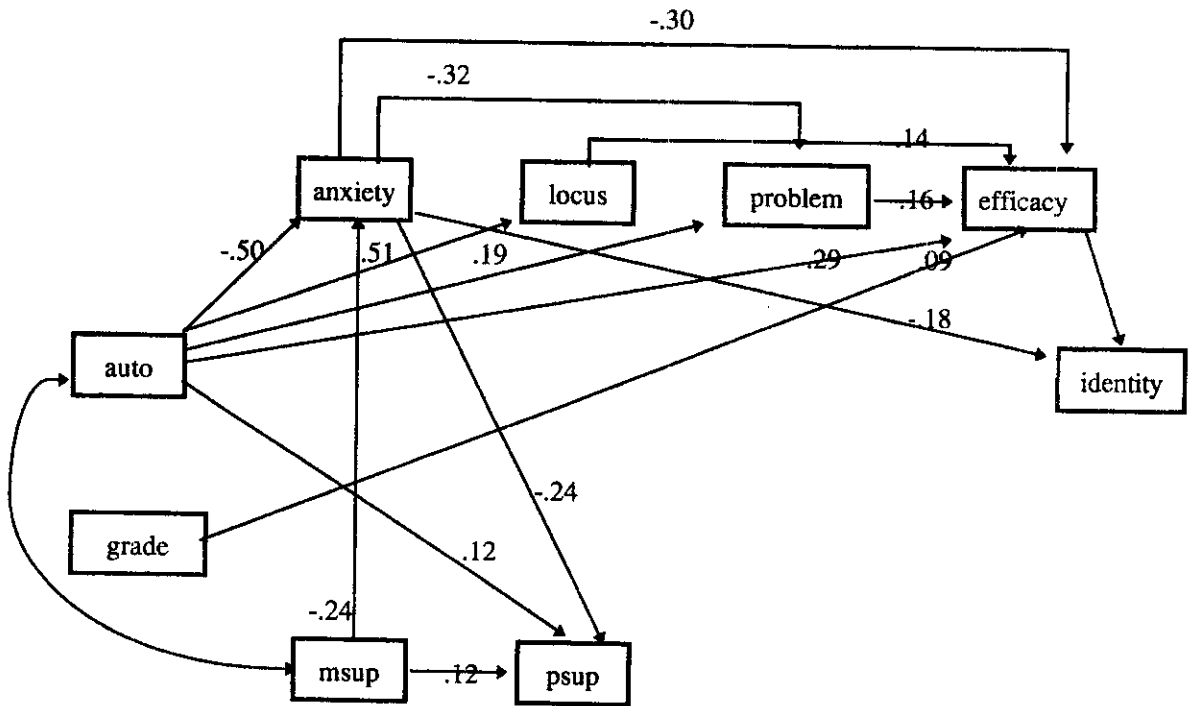 -.30
-.32
.14
anxiety
locus
problem
.16
efficacy
-.50
.51
.19
.29
.09
-.18
auto
identity
-.24
grade
.12
-.24
msup
.12
psup